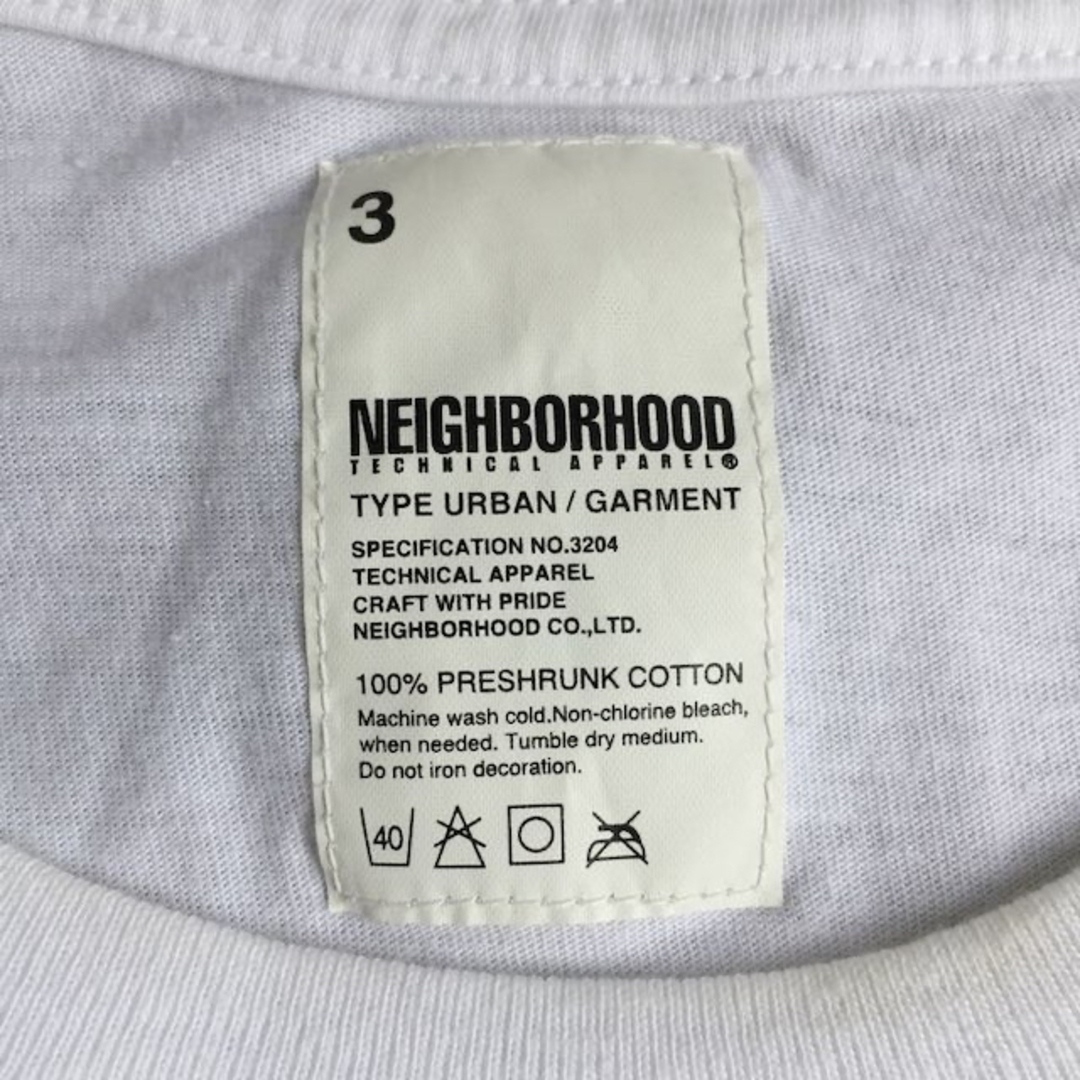 3
NEIGHBORHOOD
TECHNICAL APPAREL®
TYPE URBAN / GARMENT
SPECIFICATION NO.3204
TECHNICAL APPAREL
CRAFT WITH PRIDE
NEIGHBORHOOD CO.,LTD.
100% PRESHRUNK COTTON
Machine wash cold.Non-chlorine bleach,
when needed. Tumble dry medium.
Do not iron decoration.
40